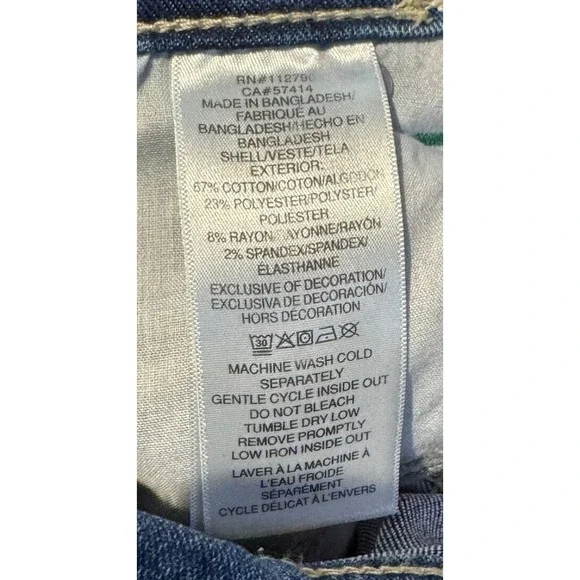 RN#112790
CA#57414
MADE IN BANGLADESH/
FABRIQUÉ AU
BANGLADESH/HECHO EN
BANGLADESH
SHELL/VESTE/TELA
EXTERIOR:
67% COTTON/COTON/ALGODÓN
23% POLYESTER/POLYSTER/
POLIESTER
8% RAYON/RAYONNE/RAYÓN
2% SPANDEX/SPANDEX/
ÉLASTHANNE
EXCLUSIVE OF DECORATION/
EXCLUSIVA DE DECORACIÓN/
HORS DÉCORATION
30
MACHINE WASH COLD
SEPARATELY
GENTLE CYCLE INSIDE OUT
DO NOT BLEACH
TUMBLE DRY LOW
REMOVE PROMPTLY
LOW IRON INSIDE OUT
LAVER À LA MACHINE À
L'EAU FROIDE
SÉPARÉMENT
CYCLE DÉLICAT À L'ENVERS